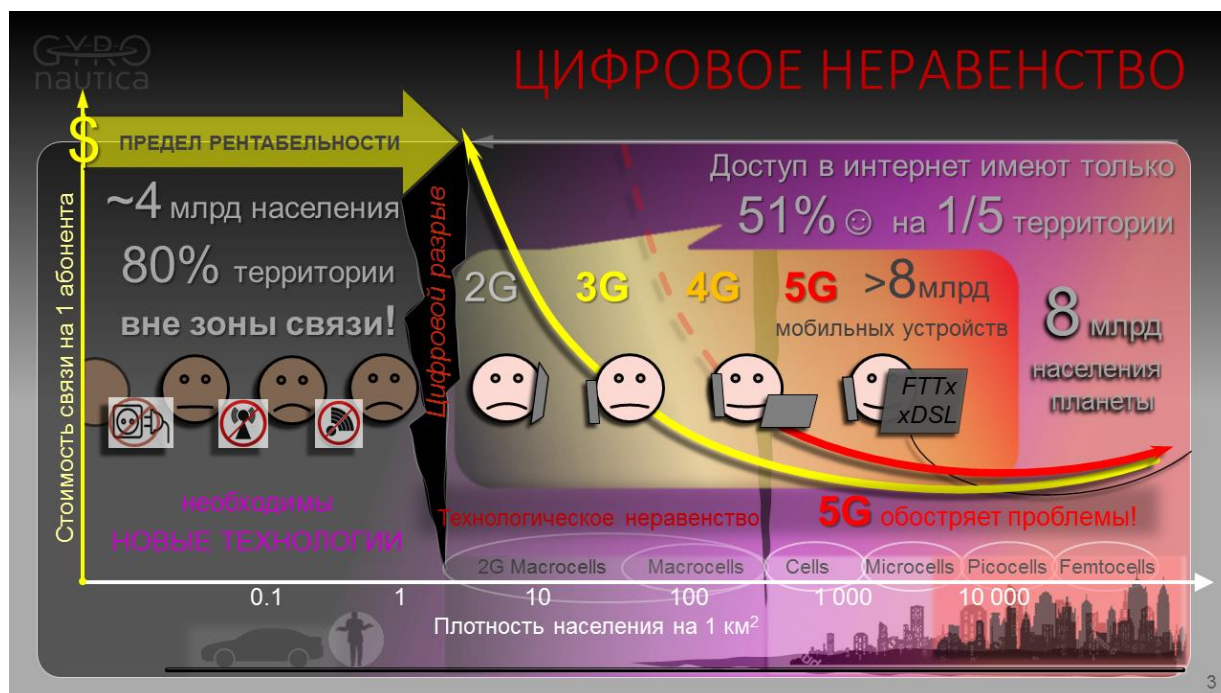 GYRO
nautica
ЦИФРОВОЕ НЕРАВЕНСТВО
$
ПРЕДЕЛ РЕНТАБЕЛЬНОСТИ
Стоимость связи на 1 абонента
~4 млрд населения
80% территории
вне зоны связи!
Цифровой разрыв
Доступ в интернет имеют только
51%☺ на 1/5 территории
2G 3G 4G 5G >8млрд
мобильных устройств
8 млрд
населения
планеты
FTTx
xDSL
необходимы
НОВЫЕ ТЕХНОЛОГИИ
Технологическое неравенство
5G обостряет проблемы!
2G Macrocells Macrocells Cells Microcells Picocells Femtocells
0.1 1 10 100 1 000 10 000
Плотность населения на 1 км²
3